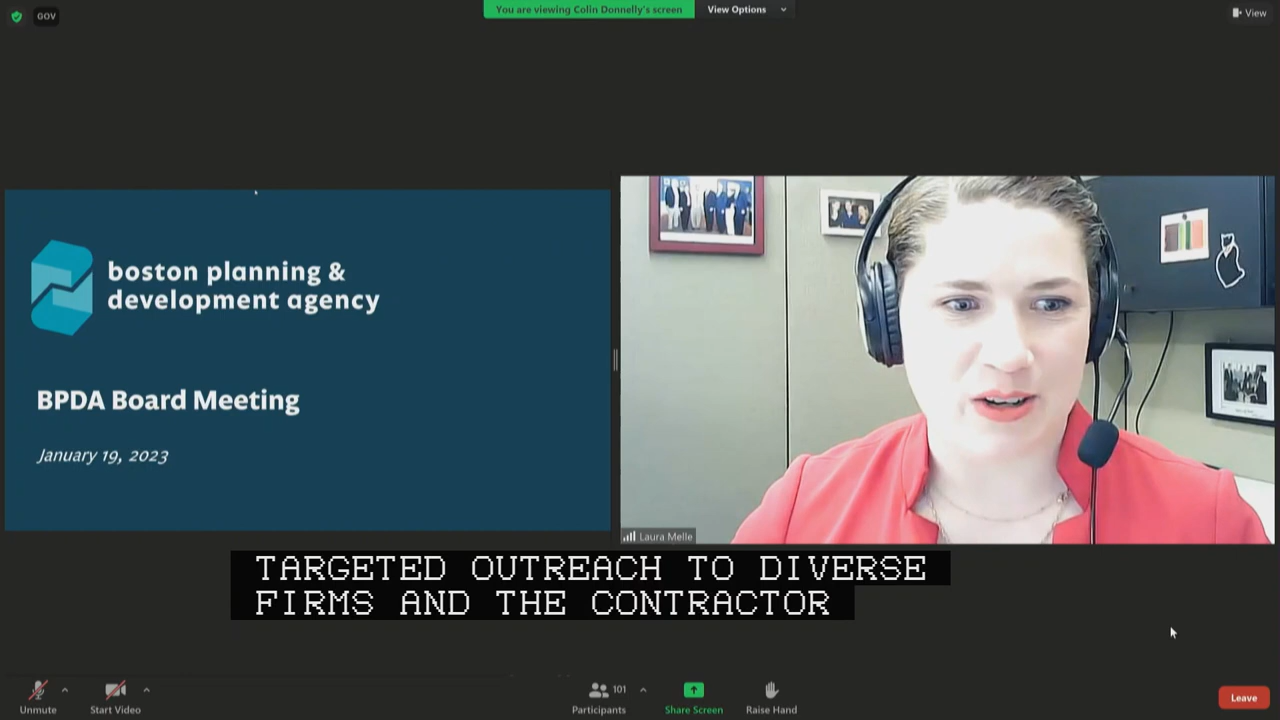 GOV
You are viewing Colin Donnelly's screen
View Options
View
boston planning &
development agency
BPDA Board Meeting
January 19, 2023
Laura Melle
TARGETED OUTREACH TO DIVERSE
FIRMS AND THE CONTRACTOR
Unmute
Start Video
101
Participants
Share Screen
Raise Hand
Leave